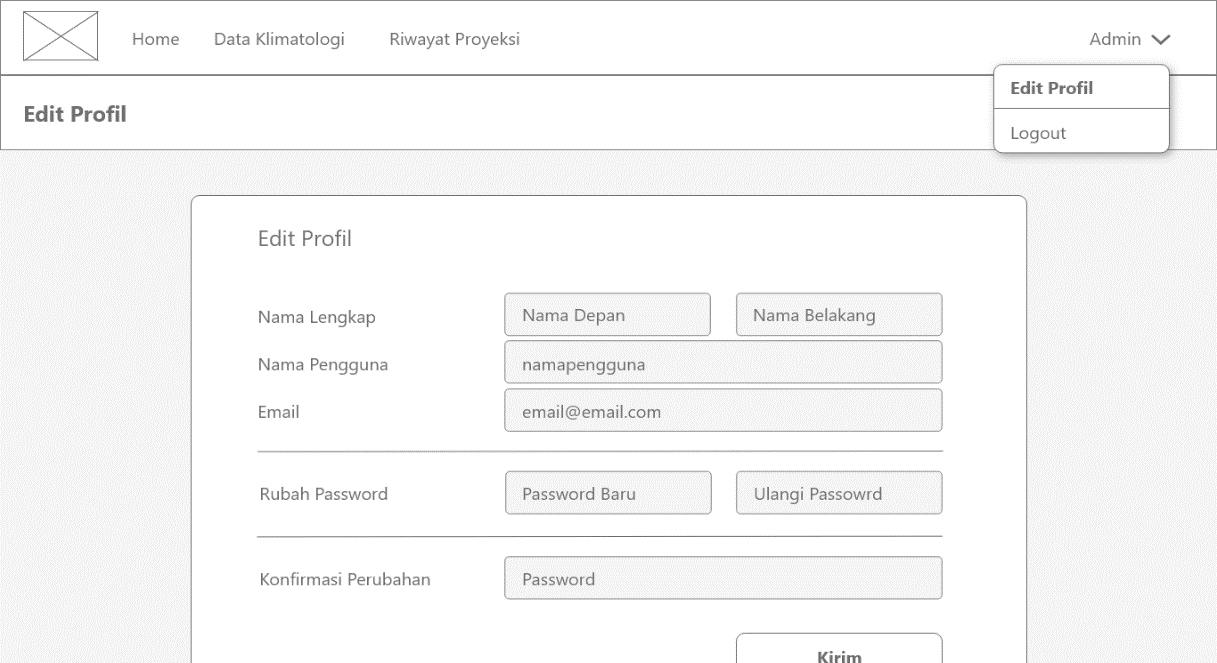 Home Data Klimatologi Riwayat Proyeksi Admin
Edit Profil
Logout
Edit Profil
Edit Profil
Nama Lengkap Nama Depan Nama Belakang
Nama Pengguna namapengguna
Email email@email.com
Rubah Password Password Baru Ulangi Passowrd
Konfirmasi Perubahan Password
Kirim